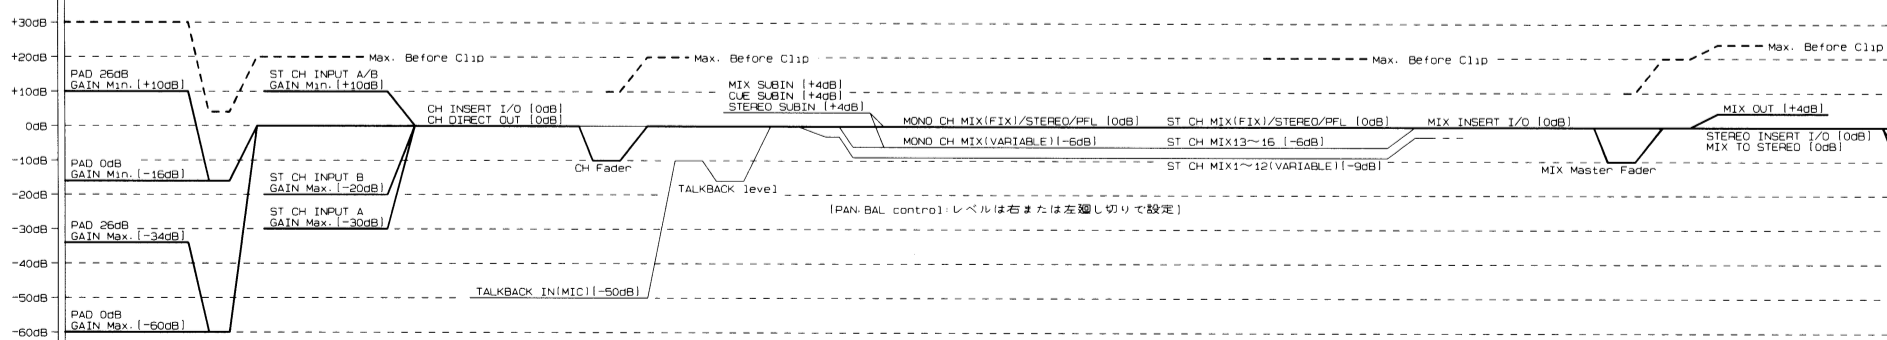 +30dB
+20dB
+10dB
0dB
-10dB
-20dB
-30dB
-40dB
-50dB
-60dB
PAD 26dB
GAIN Min. [+10dB]
PAD 0dB
GAIN Min. [-16dB]
PAD 26dB
GAIN Max. [-34dB]
PAD 0dB
GAIN Max. [-60dB]
Max. Before Clip
ST CH INPUT A/B
GAIN Min. [+10dB]
ST CH INPUT B
GAIN Max. [-20dB]
ST CH INPUT A
GAIN Max. [-30dB]
CH INSERT I/O [0dB]
CH DIRECT OUT [0dB]
CH Fader
TALKBACK IN(MIC) [-50dB]
Max. Before Clip
MIX SUBIN [+4dB]
CUE SUBIN [+4dB]
STEREO SUBIN [+4dB]
TALKBACK level
MONO CH MIX(FIX)/STEREO/PFL [0dB]
MONO CH MIX(VARIABLE) [-6dB]
[PAN.BAL control:レベルは右または左廻し切りで設定]
ST CH MIX(FIX)/STEREO/PFL [0dB]
ST CH MIX13~16 [-6dB]
ST CH MIX1~12(VARIABLE) [-9dB]
Max. Before Clip
MIX INSERT I/O [0dB]
MIX Master Fader
Max. Before Clip
MIX OUT [+4dB]
STEREO INSERT I/O [0dB]
MIX TO STEREO [0dB]